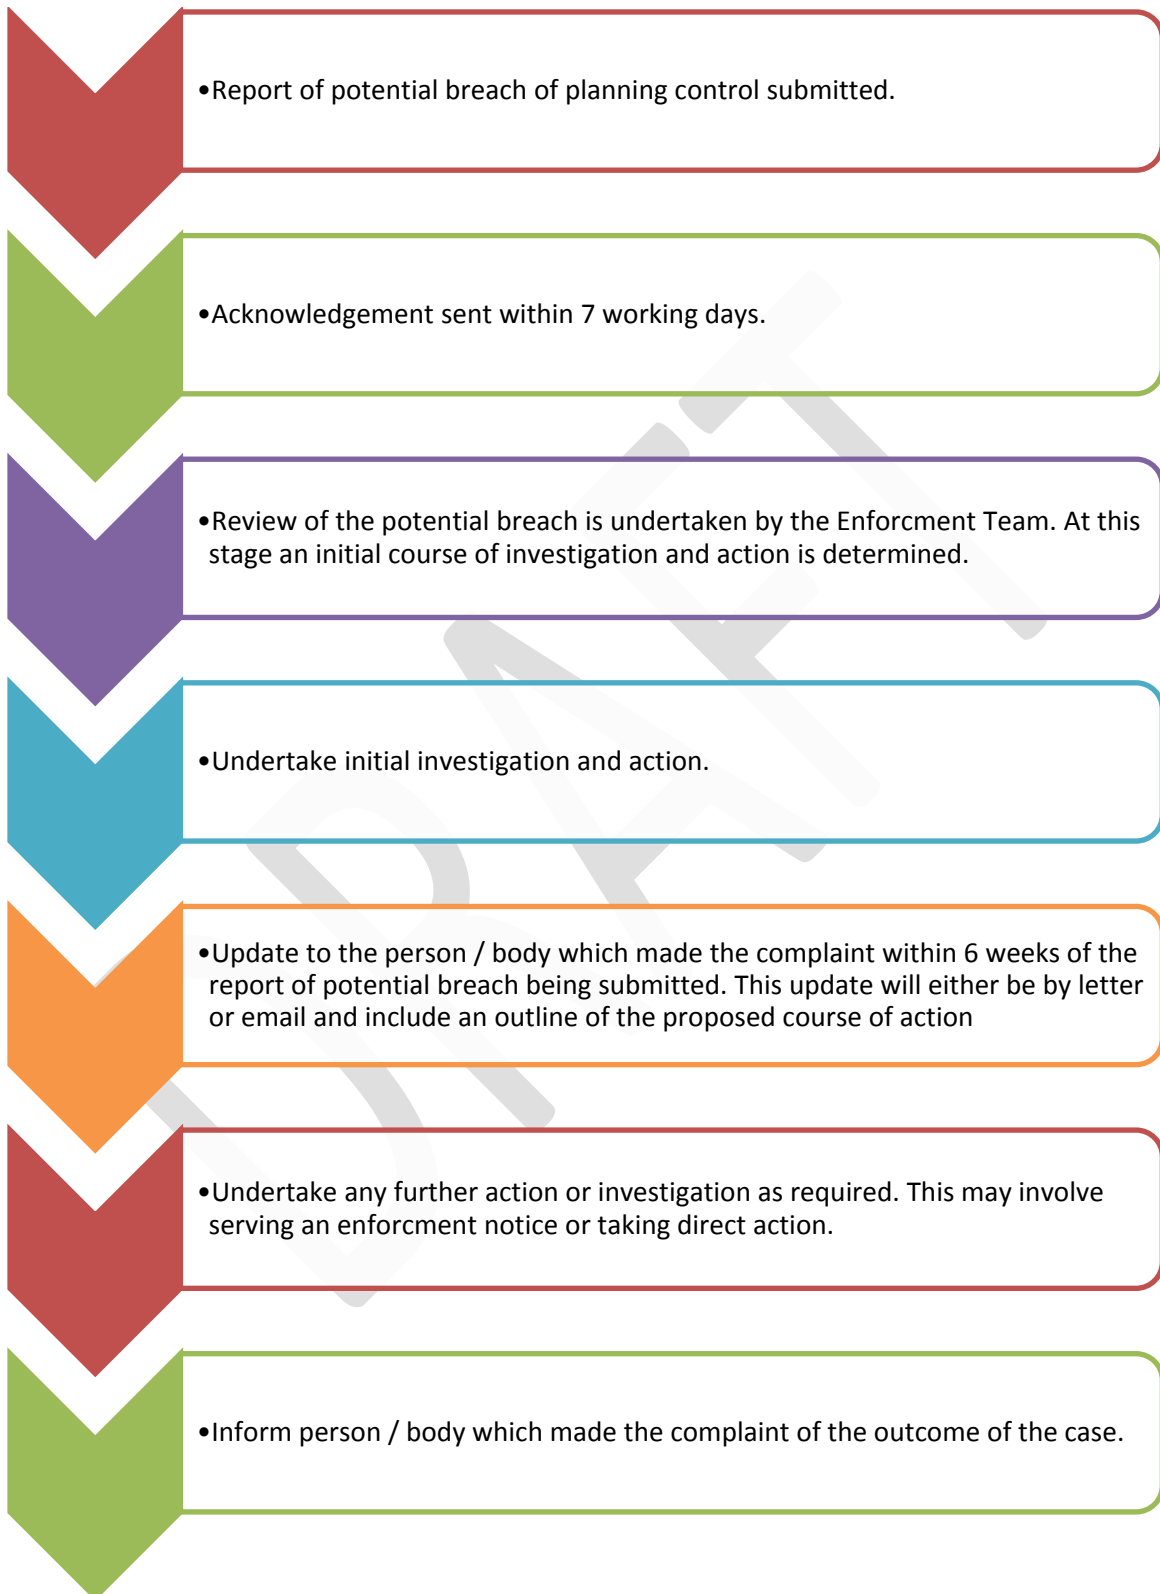 •Report of potential breach of planning control submitted.
•Acknowledgement sent within 7 working days.
•Review of the potential breach is undertaken by the Enforcment Team. At this
stage an initial course of investigation and action is determined.
•Undertake initial investigation and action.
•Update to the person / body which made the complaint within 6 weeks of the
report of potential breach being submitted. This update will either be by letter
or email and include an outline of the proposed course of action
•Undertake any further action or investigation as required. This may involve
serving an enforcment notice or taking direct action.
•Inform person / body which made the complaint of the outcome of the case.
DRAFT